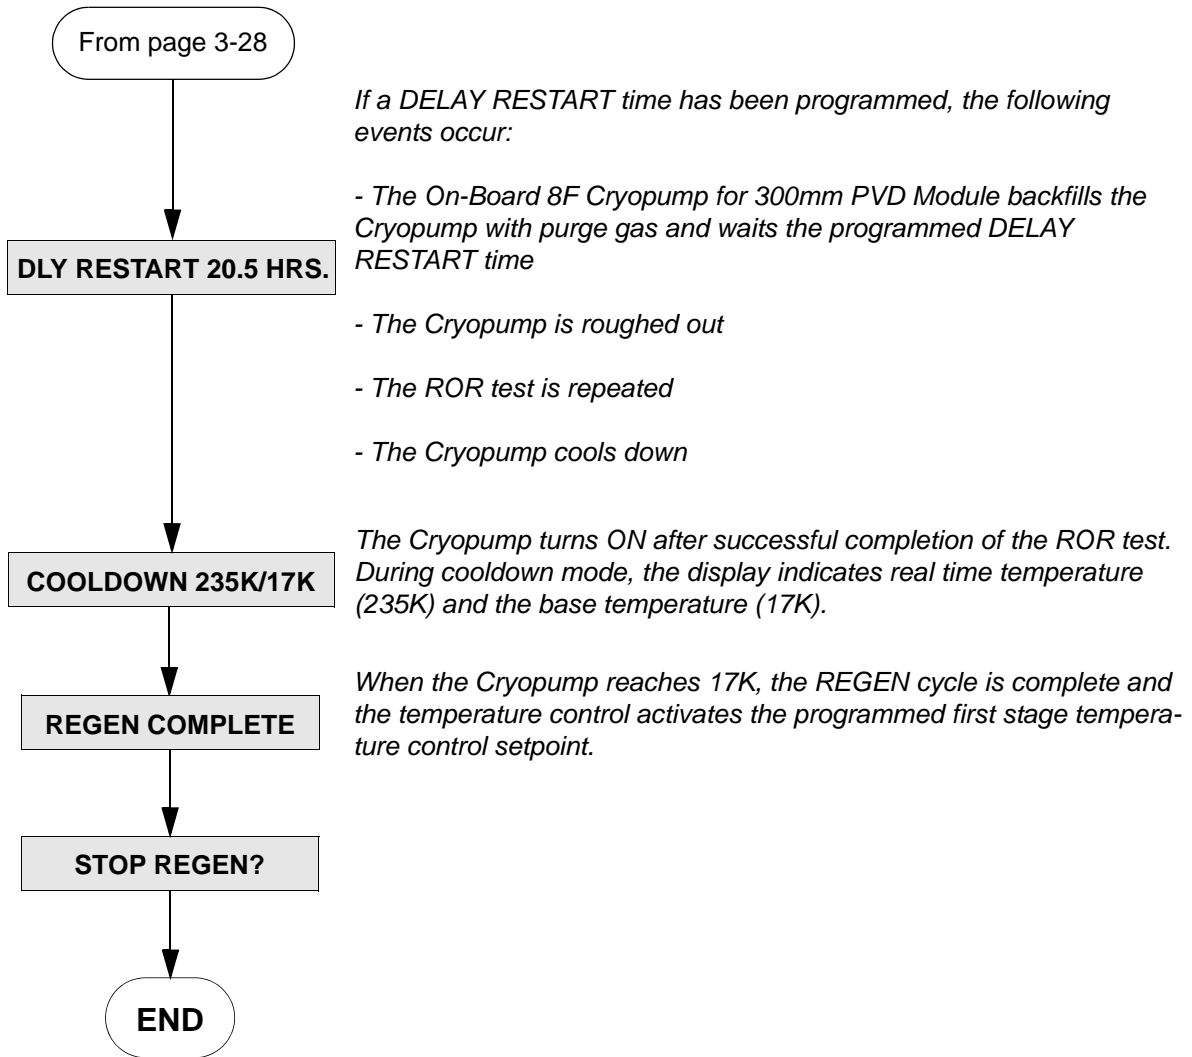 From page 3-28
If a DELAY RESTART time has been programmed, the following
events occur:
- The On-Board 8F Cryopump for 300mm PVD Module backfills the
Cryopump with purge gas and waits the programmed DELAY
RESTART time
DLY RESTART 20.5 HRS.
- The Cryopump is roughed out
- The ROR test is repeated
- The Cryopump cools down
The Cryopump turns ON after successful completion of the ROR test.
During cooldown mode, the display indicates real time temperature
(235K) and the base temperature (17K).
COOLDOWN 235K/17K
When the Cryopump reaches 17K, the REGEN cycle is complete and
the temperature control activates the programmed first stage tempera-
ture control setpoint.
REGEN COMPLETE
STOP REGEN?
END